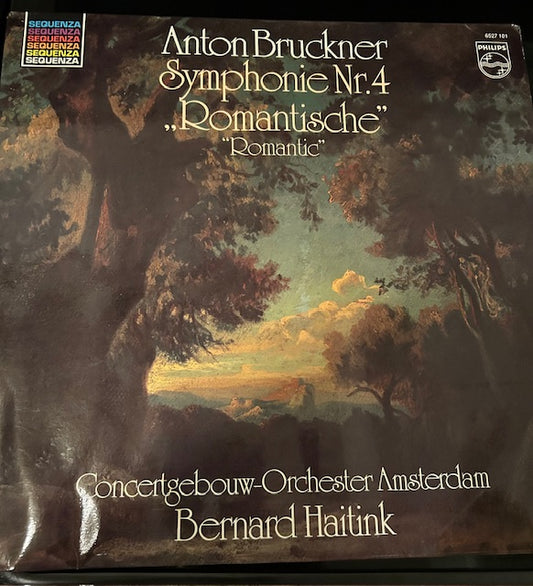 SEQUENZA
SEQUENZA
SEQUENZA
SEQUENZA
SEQUENZA
SEQUENZA
6527 101
PHILIPS
Anton Bruckner
Symphonie Nr.4
„Romantische”
“Romantic”
Concertgebouw-Orchester Amsterdam
Bernard Haitink